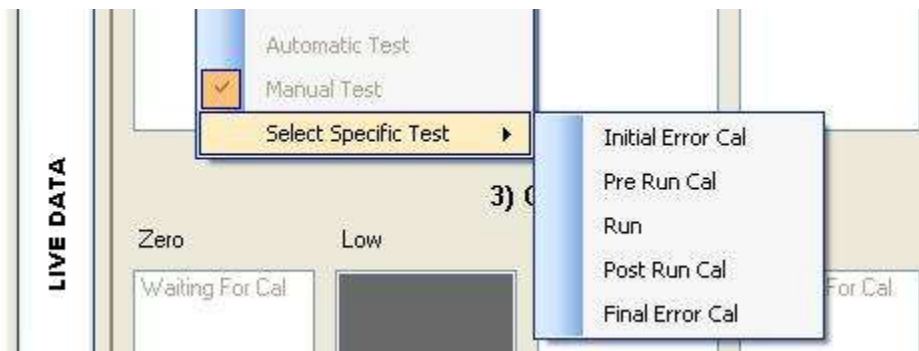 Automatic Test
Manual Test
Select Specific Test
Initial Error Cal
Pre Run Cal
Run
Post Run Cal
Final Error Cal
LIVE DATA
3)
Zero
Low
Waiting For Cal
For Cal